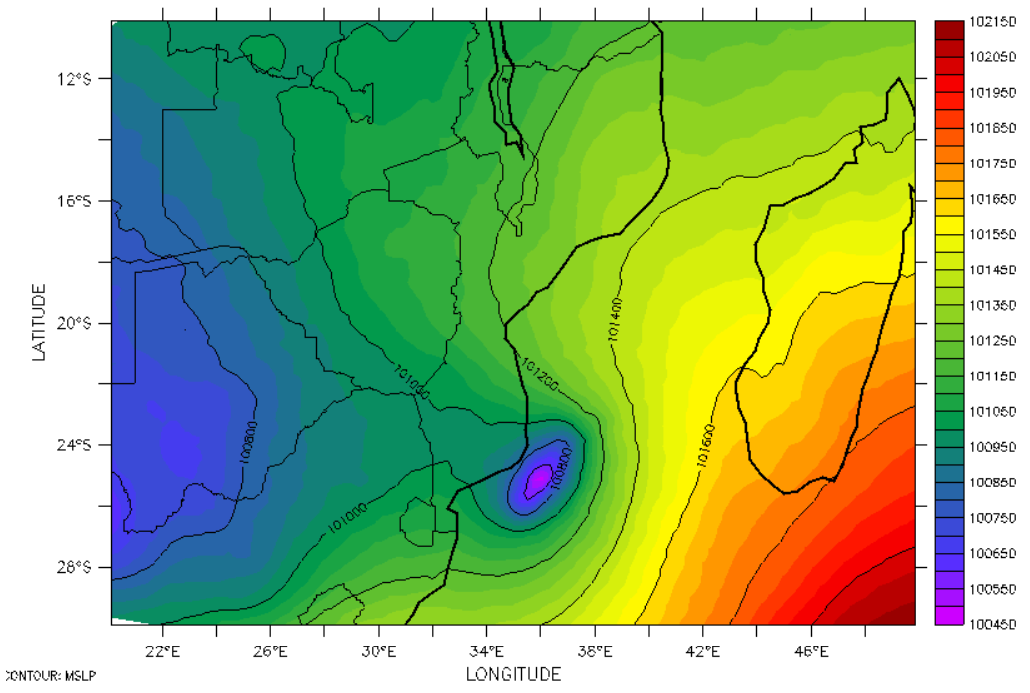 102150
102050
101950
101850
101750
101650
101550
101450
101350
101250
101150
101050
100950
100850
100750
100650
100550
100450
12°S
16°S
20°S
24°S
28°S
LATITUDE
101400
101200
101000
100800
101600
100800
101000
22°E
26°E
30°E
34°E
38°E
42°E
46°E
LONGITUDE
CONTOUR: MSLP